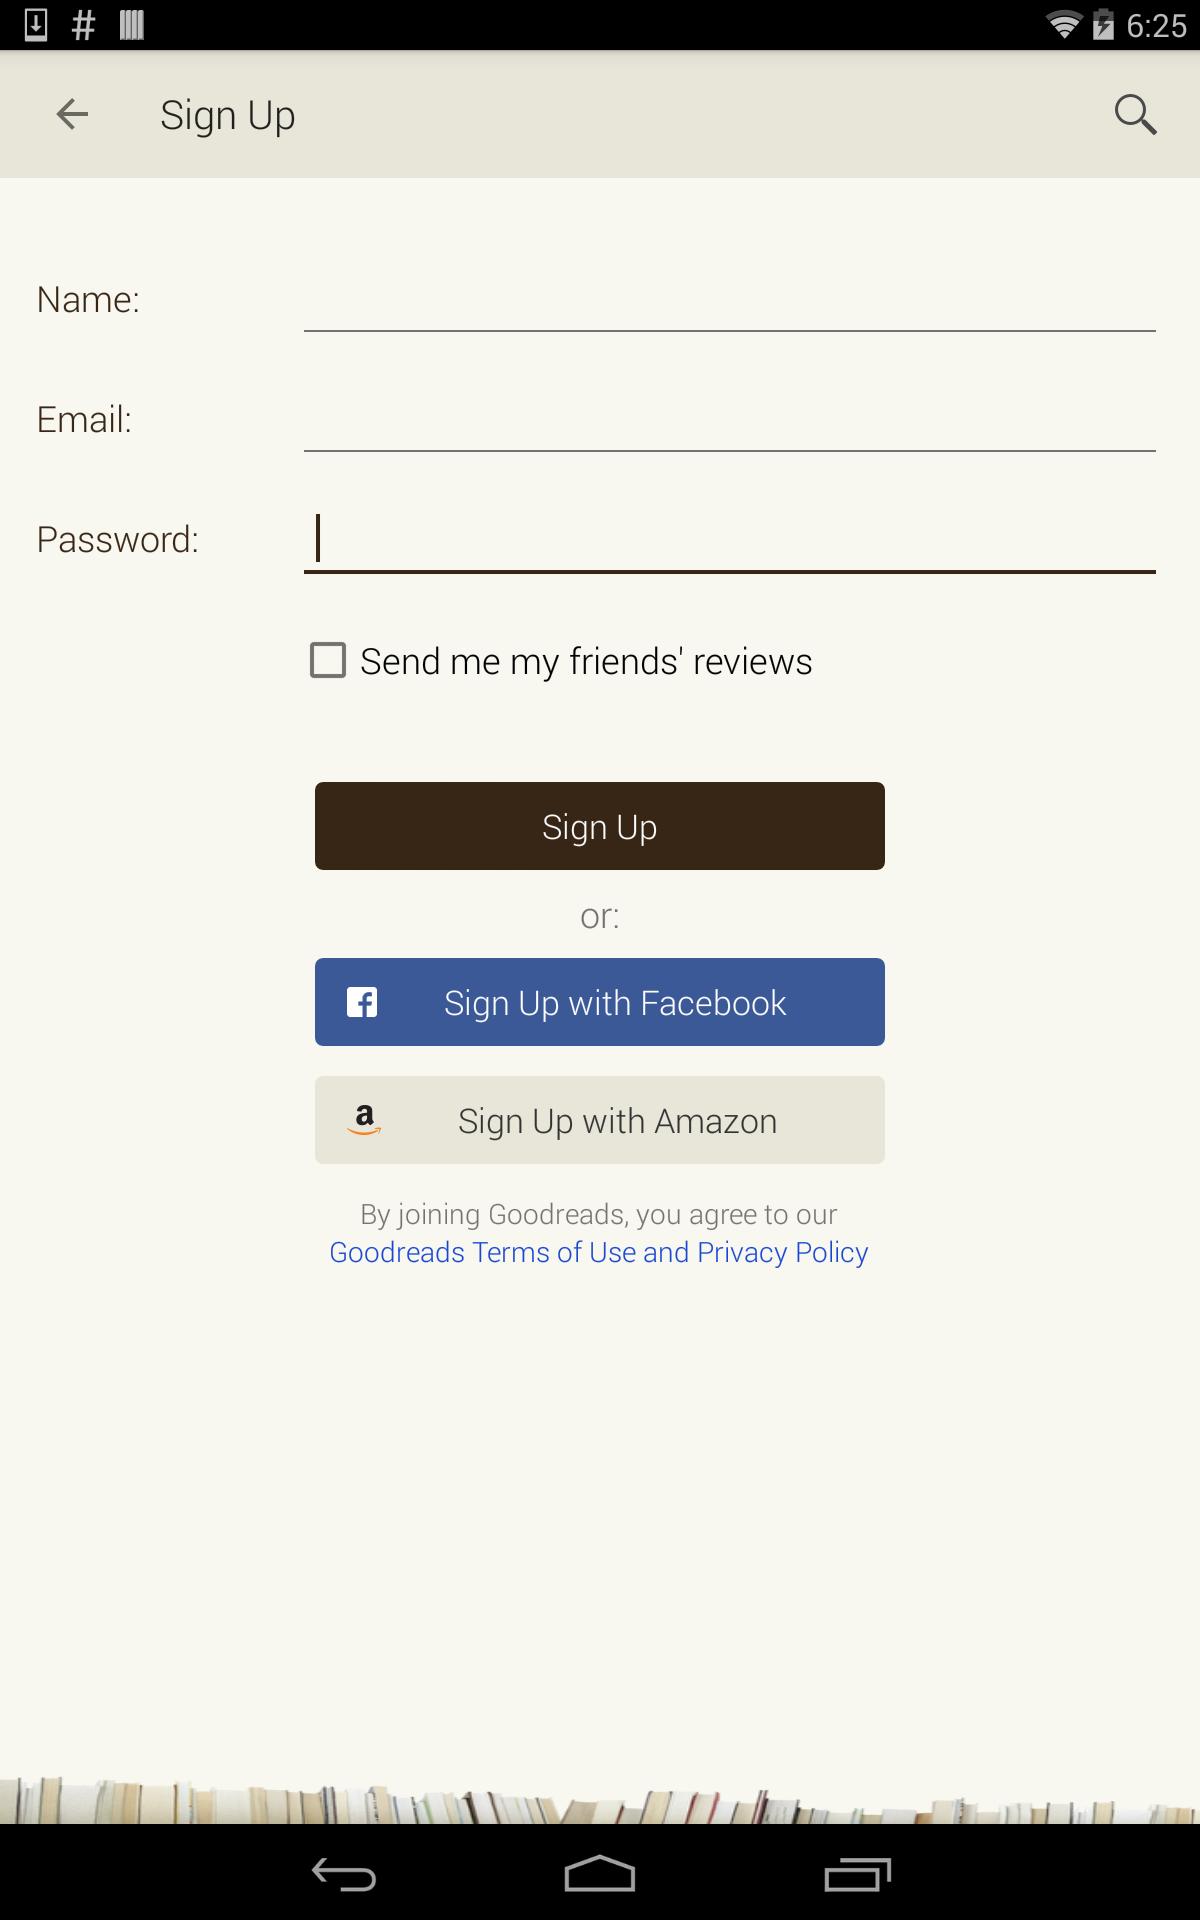 6:25
Sign Up
Name:
Email:
Password:
Send me my friends' reviews
Sign Up
or:
Sign Up with Facebook
Sign Up with Amazon
By joining Goodreads, you agree to our
Goodreads Terms of Use and Privacy Policy